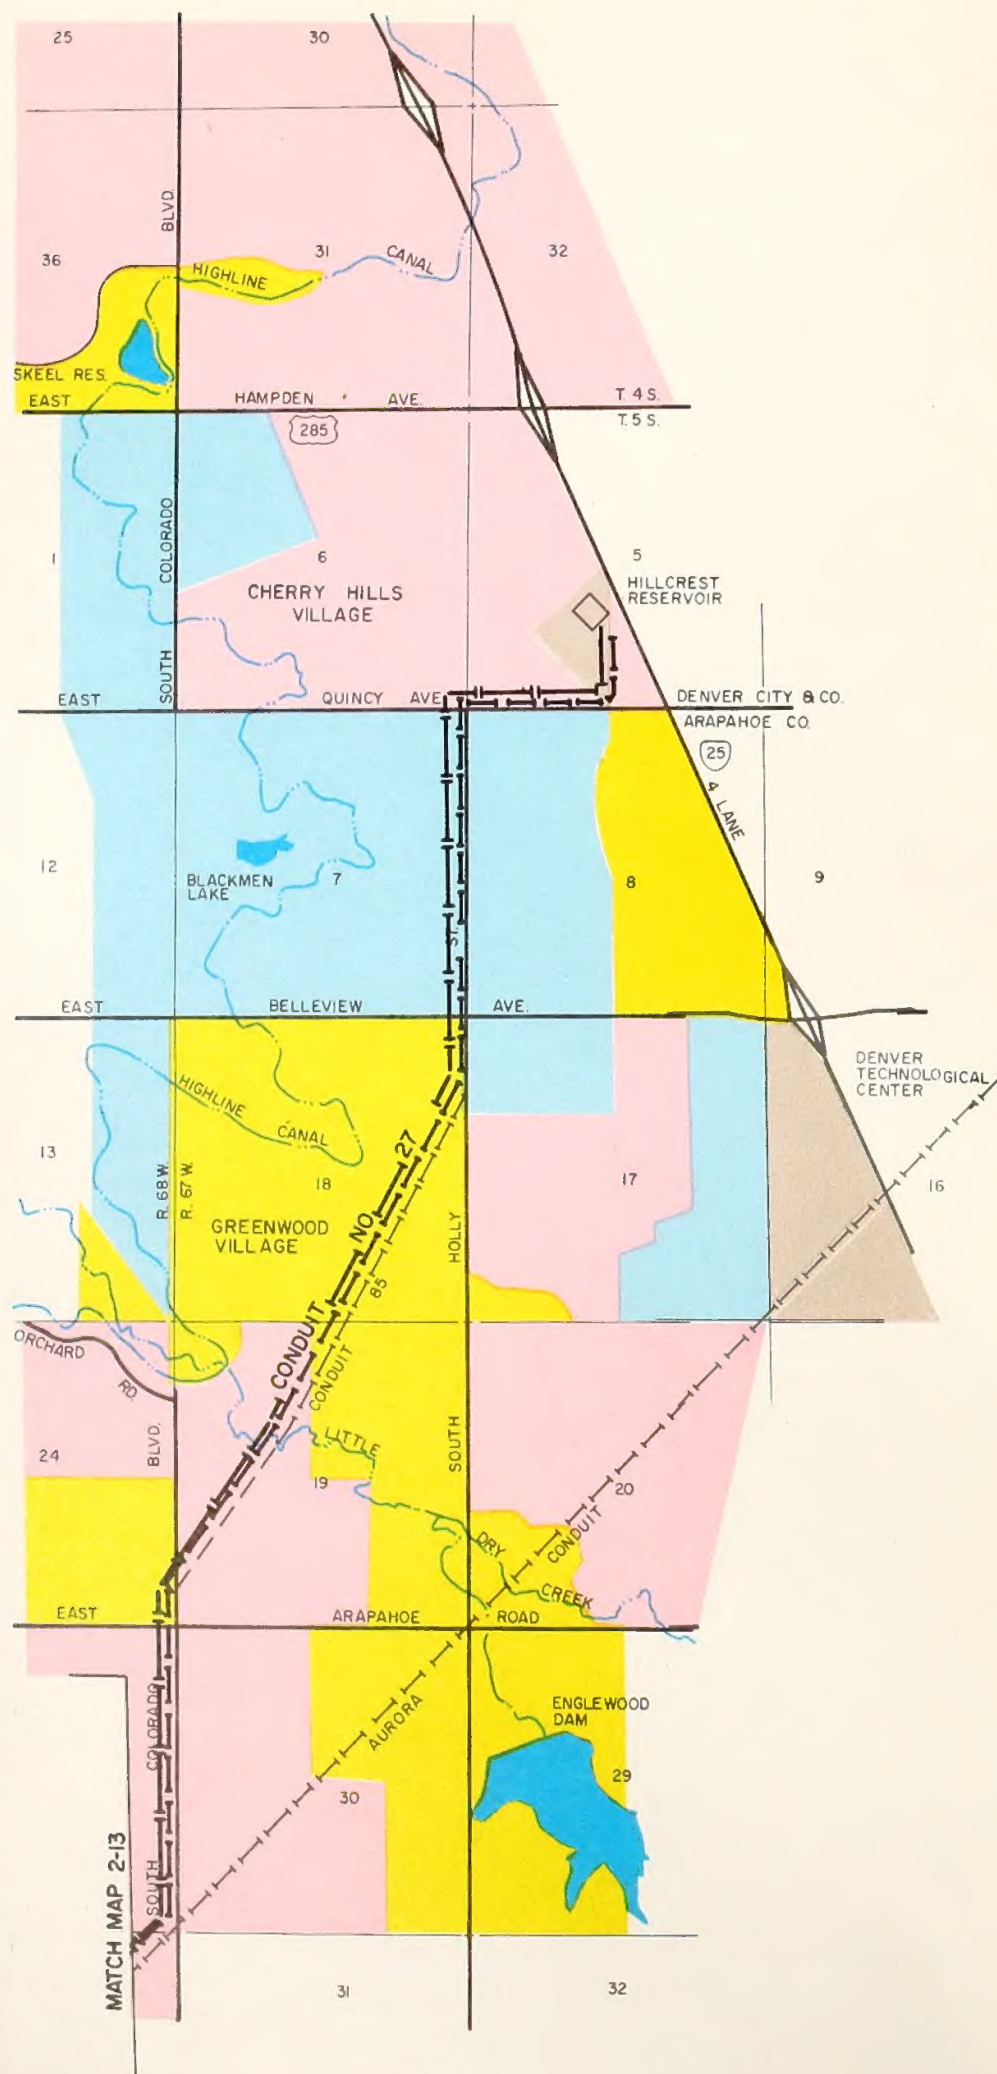 25
30
BLVD.
36
31
CANAL
32
HIGHLINE
SKEEL RES.
EAST
HAMPDEN AVE.
T. 4 S.
T. 5 S.
285
COLORADO
SOUTH
1
6
5
CHERRY HILLS
VILLAGE
HILLCREST
RESERVOIR
EAST
QUINCY AVE.
DENVER CITY & CO.
ARAPAHOE CO.
25
4 LANE
12
BLACKMEN
LAKE
7
8
9
ST.
EAST
BELLEVIEW
AVE.
DENVER
TECHNOLOGICAL
CENTER
HIGHLINE
CANAL
13
R. 68 W.
R. 67 W.
18
17
16
GREENWOOD
VILLAGE
CONDUIT NO 27
CONDUIT 85
HOLLY
SOUTH
ORCHARD
RD.
BLVD.
24
LITTLE
19
20
DRY
CREEK
CONDUIT
EAST
ARAPAHOE
ROAD
COLORADO
SOUTH
AURORA
ENGLEWOOD
DAM
29
30
MATCH MAP 2-13
31
32